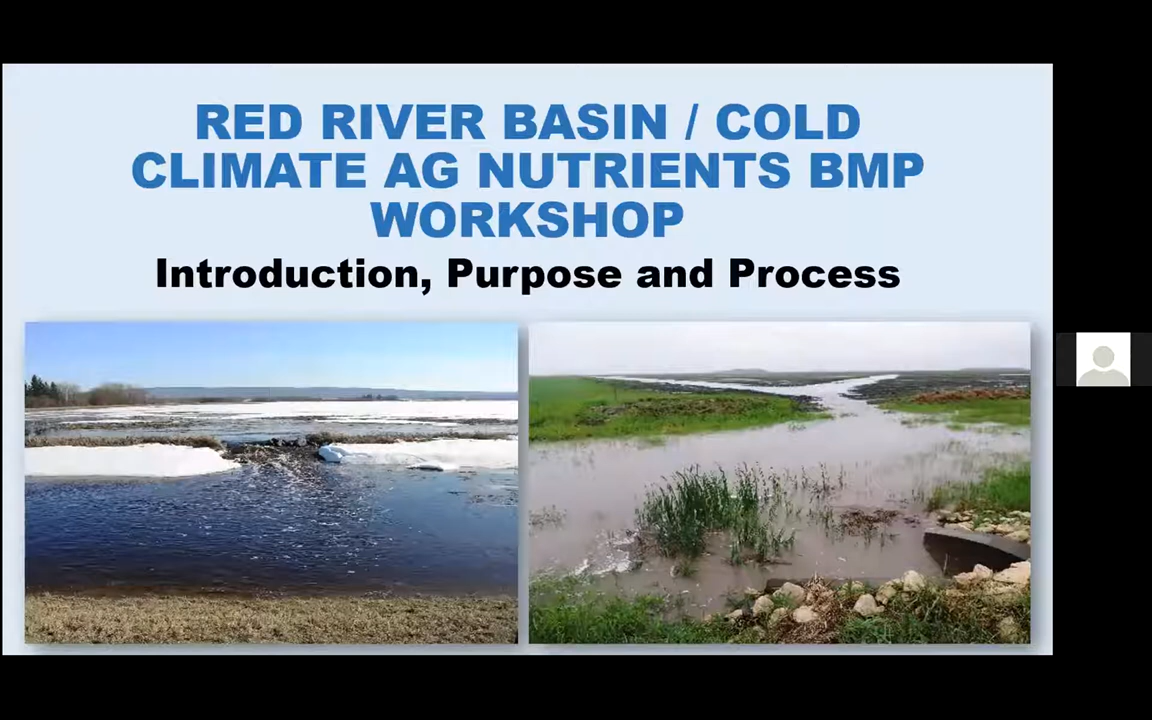 RED RIVER BASIN / COLD
CLIMATE AG NUTRIENTS BMP
WORKSHOP
Introduction, Purpose and Process